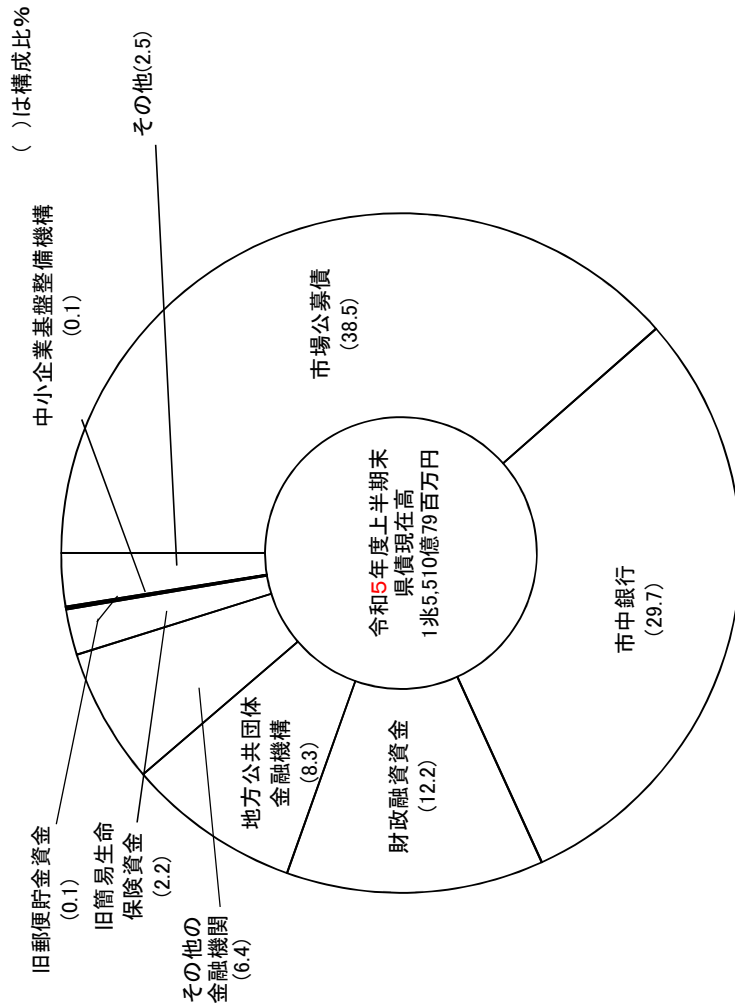 ( )は構成比%
その他(2.5)
中小企業基盤整備機構
(0.1)
市場公募債
(38.5)
令和5年度上半期末
県債現在高
1兆5,510億79百万円
市中銀行
(29.7)
財政融資資金
(12.2)
地方公共団体
金融機構
(8.3)
その他の
金融機関
(6.4)
旧簡易生命
保険資金
(2.2)
旧郵便貯金資金
(0.1)